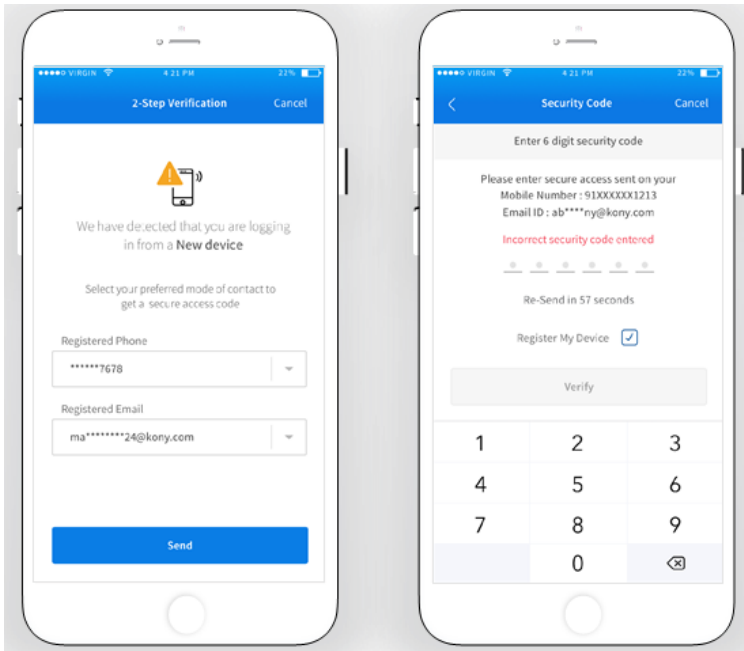 VIRGIN 4 21 PM 22%
2-Step Verification Cancel
We have detected that you are logging
in from a New device
Select your preferred mode of contact to
get a secure access code
Registered Phone
******7678
Registered Email
ma********24@kony.com
Send
VIRGIN 4 21 PM 22%
Security Code Cancel
Enter 6 digit security code
Please enter secure access sent on your
Mobile Number : 91XXXXXX1213
Email ID : ab****ny@kony.com
Incorrect security code entered
Re-Send in 57 seconds
Register My Device
Verify
1 2 3
4 5 6
7 8 9
0